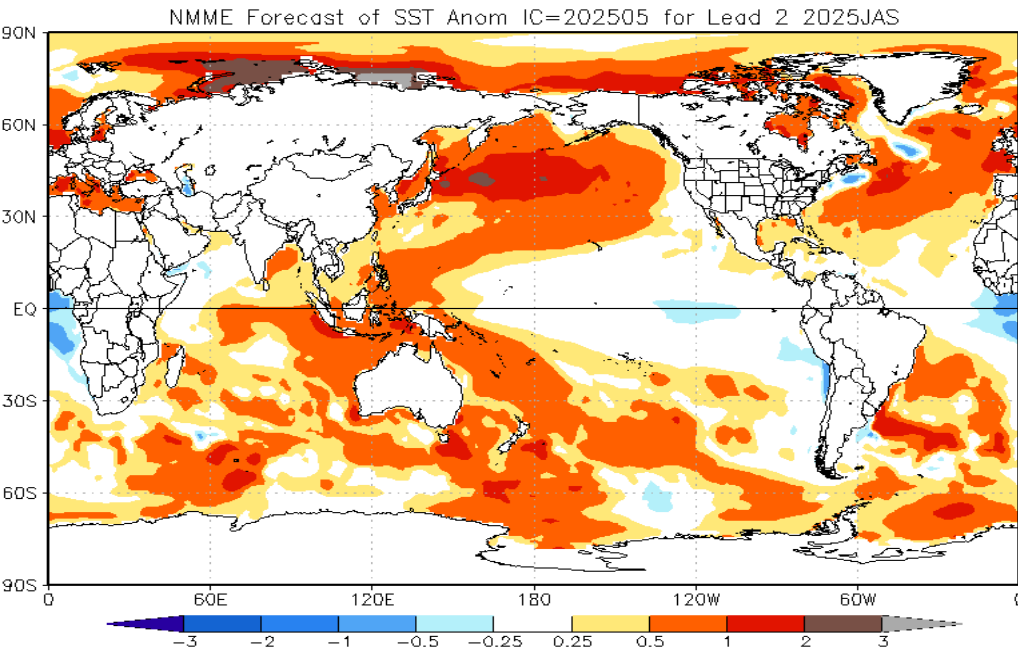 NMME Forecast of SST Anom IC=202505 for Lead 2 2025JAS
90N
60N
30N
EQ
30S
60S
90S
0 60E 120E 180 120W 60W 0
-3 -2 -1 -0.5 -0.25 0.25 0.5 1 2 3